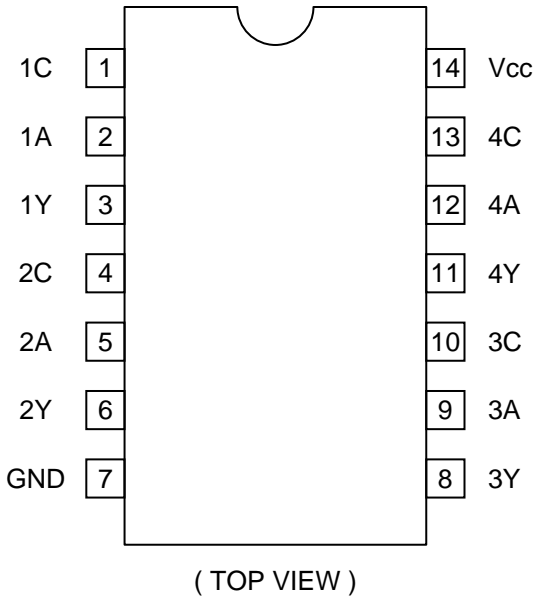 1C 1 14 Vcc
1A 2 13 4C
1Y 3 12 4A
2C 4 11 4Y
2A 5 10 3C
2Y 6 9 3A
GND 7 8 3Y
( TOP VIEW )